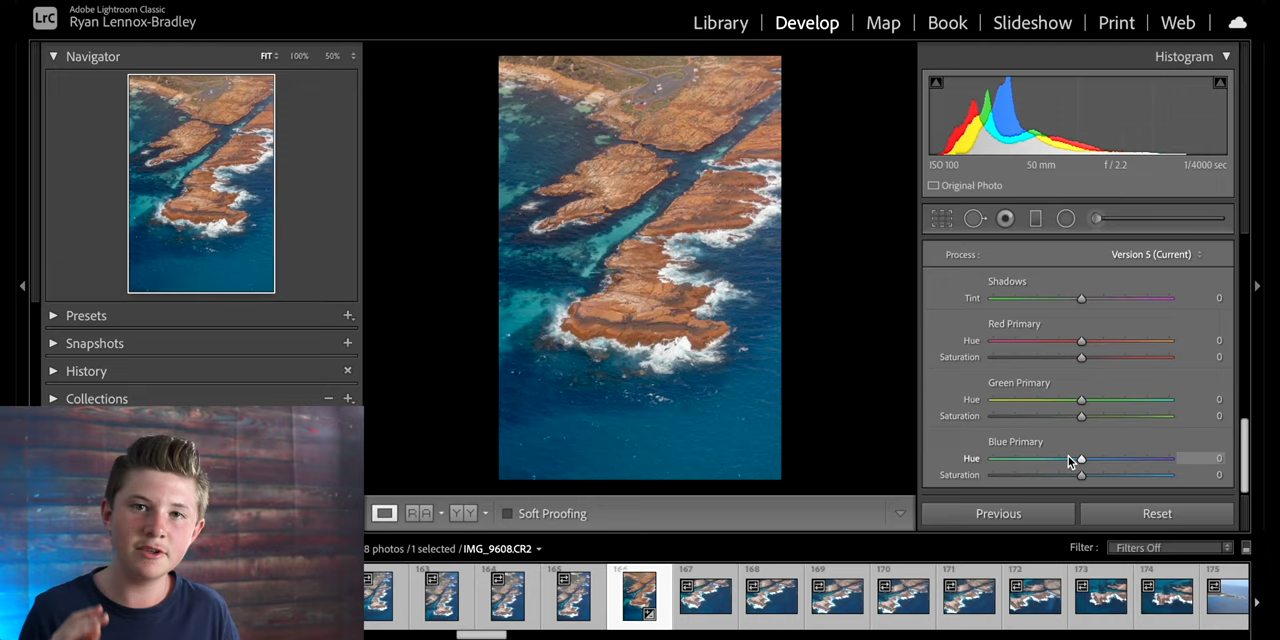 LrC
Adobe Lightroom Classic
Ryan Lennox-Bradley
Library | Develop | Map | Book | Slideshow | Print | Web
Navigator FIT 100% 50%
Presets
Snapshots
History
Collections
Histogram
ISO 100 50 mm f / 2.2 1/4000 sec
Original Photo
Process : Version 5 (Current)
Shadows
Tint 0
Red Primary
Hue 0
Saturation 0
Green Primary
Hue 0
Saturation 0
Blue Primary
Hue 0
Saturation 0
Previous Reset
R A Y Y Soft Proofing
8 photos / 1 selected / IMG_9608.CR2
Filter : Filters Off
163 164 165 166 167 168 169 170 171 172 173 174 175